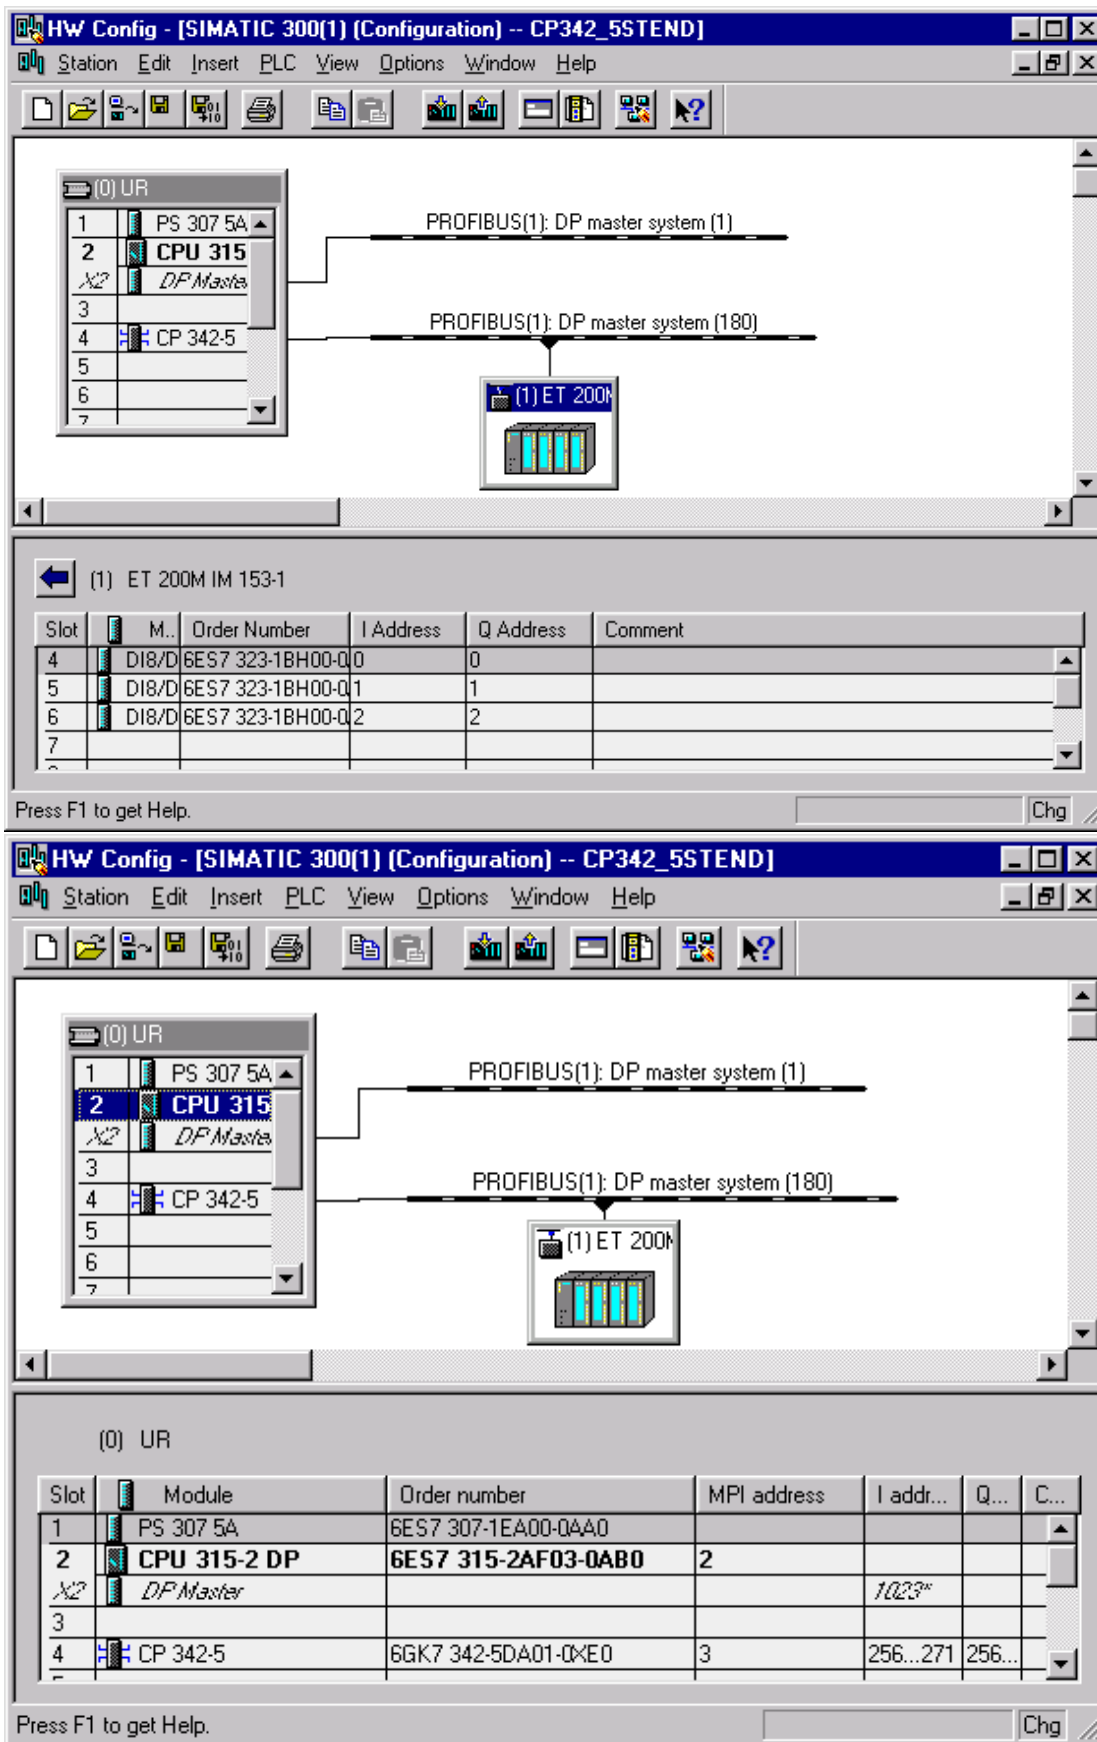 HW Config - [SIMATIC 300(1) (Configuration) -- CP342_5STEND]
Station Edit Insert PLC View Options Window Help
(0) UR
1 PS 307 5A
2 CPU 315
X2 DP Master
3
4 CP 342-5
5
6
7
PROFIBUS(1): DP master system (1)
PROFIBUS(1): DP master system (180)
(1) ET 200M
(1) ET 200M IM 153-1
Slot M.. Order Number I Address Q Address Comment
4 DI8/D 6ES7 323-1BH00-0 0 0
5 DI8/D 6ES7 323-1BH00-0 1 1
6 DI8/D 6ES7 323-1BH00-0 2 2
7
Press F1 to get Help.
Chg
HW Config - [SIMATIC 300(1) (Configuration) -- CP342_5STEND]
Station Edit Insert PLC View Options Window Help
(0) UR
1 PS 307 5A
2 CPU 315
X2 DP Master
3
4 CP 342-5
5
6
7
PROFIBUS(1): DP master system (1)
PROFIBUS(1): DP master system (180)
(1) ET 200M
(0) UR
Slot Module Order number MPI address I addr... Q... C...
1 PS 307 5A 6ES7 307-1EA00-0AA0
2 CPU 315-2 DP 6ES7 315-2AF03-0AB0 2
X2 DP Master 1023*
3
4 CP 342-5 6GK7 342-5DA01-0XE0 3 256...271 256...
Press F1 to get Help.
Chg